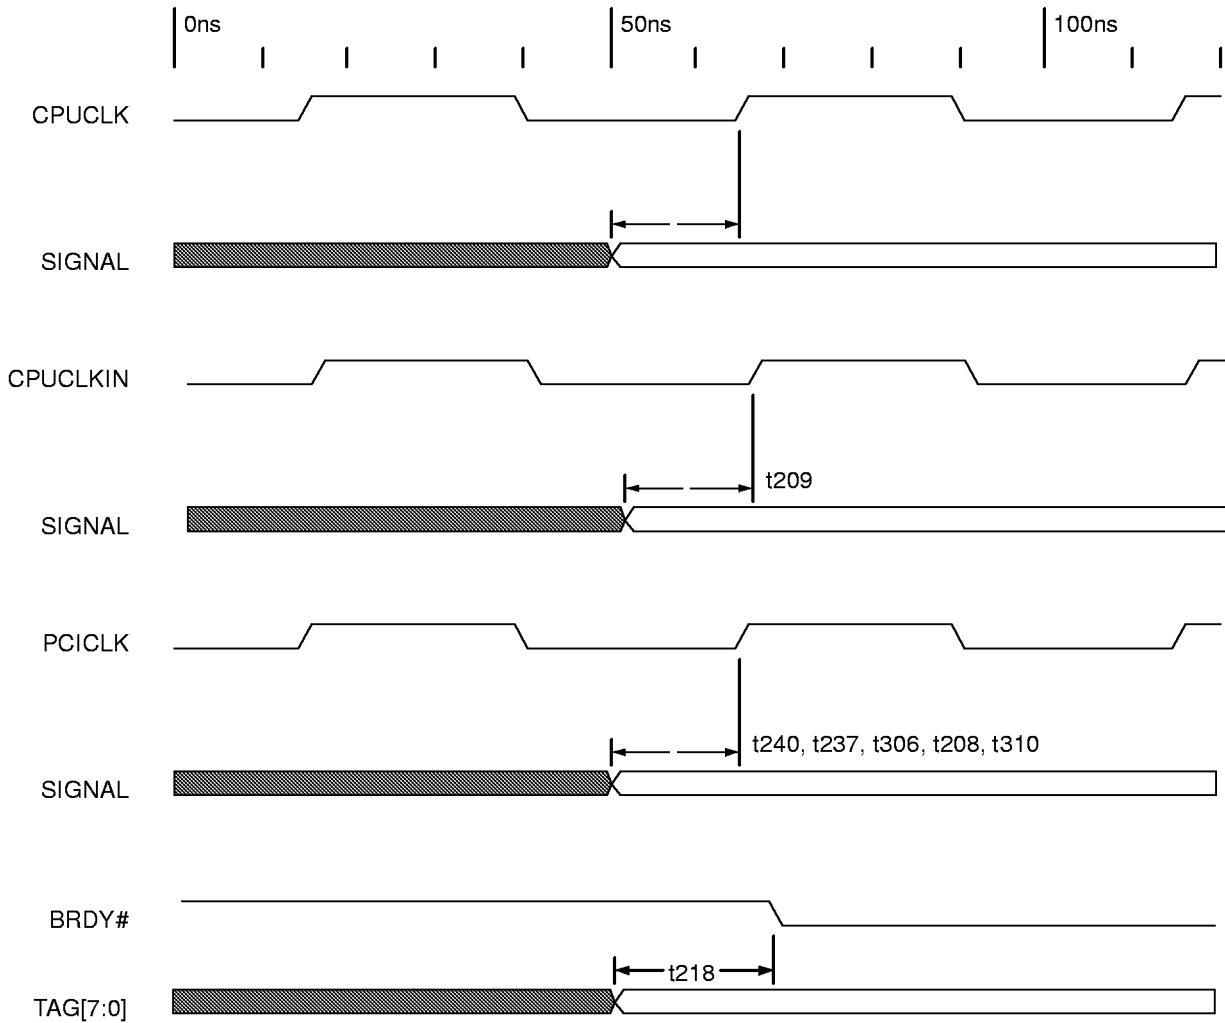 0ns 50ns 100ns
CPUCLK
SIGNAL
CPUCLKIN
t209
SIGNAL
PCICLK
t240, t237, t306, t208, t310
SIGNAL
BRDY#
t218
TAG[7:0]